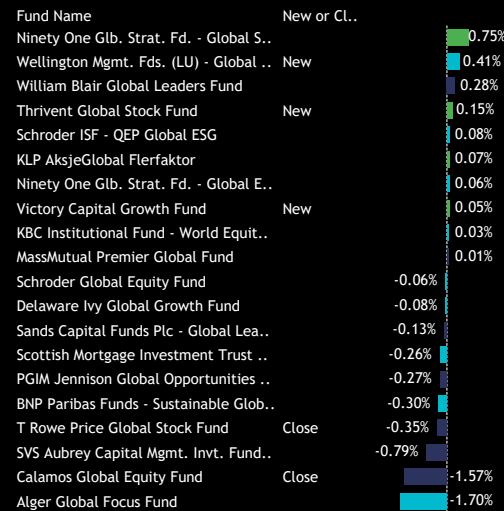 Fund Name New or Cl..
Ninety One Glb. Strat. Fd. - Global S.. 0.75%
Wellington Mgmt. Fds. (LU) - Global .. New 0.41%
William Blair Global Leaders Fund 0.28%
Thrivent Global Stock Fund New 0.15%
Schroder ISF - QEP Global ESG 0.08%
KLP AksjeGlobal Flerfaktor 0.07%
Ninety One Glb. Strat. Fd. - Global E.. 0.06%
Victory Capital Growth Fund New 0.05%
KBC Institutional Fund - World Equit.. 0.03%
MassMutual Premier Global Fund 0.01%
Schroder Global Equity Fund -0.06%
Delaware Ivy Global Growth Fund -0.08%
Sands Capital Funds Plc - Global Lea.. -0.13%
Scottish Mortgage Investment Trust .. -0.26%
PGIM Jennison Global Opportunities .. -0.27%
BNP Paribas Funds - Sustainable Glob.. -0.30%
T Rowe Price Global Stock Fund Close -0.35%
SVS Aubrey Capital Mgmt. Invt. Fund.. -0.79%
Calamos Global Equity Fund Close -1.57%
Alger Global Focus Fund -1.70%